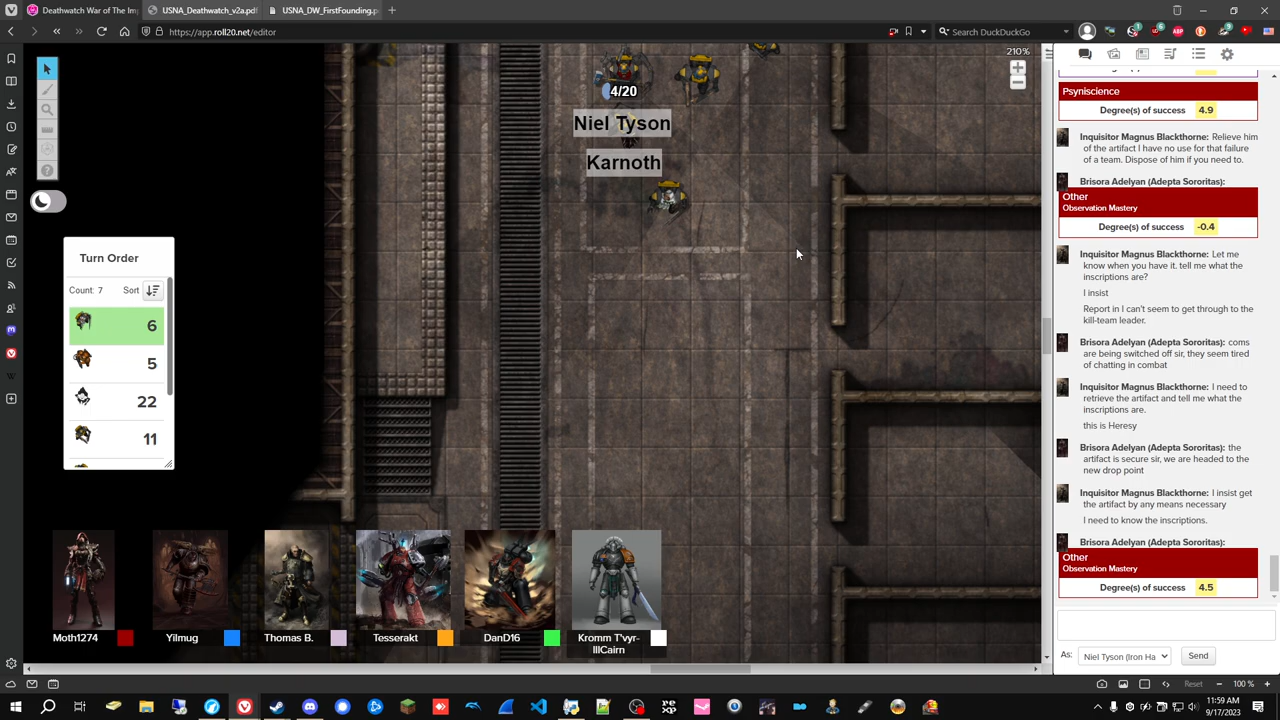 Deathwatch War of The Imp
USNA_Deathwatch_v2a.pdf
USNA_DW_FirstFounding.p
https://app.roll20.net/editor
Search DuckDuckGo
210%
4/20
Niel Tyson
Karnoth
Turn Order
Count: 7
Sort
6
5
22
11
Moth1274
Yilmug
Thomas B.
Tesserakt
DanD16
Kromm T'vyr-
IIICairn
Psyniscience
Degree(s) of success 4.9
Inquisitor Magnus Blackthorne: Relieve him
of the artifact I have no use for that failure
of a team. Dispose of him if you need to.
Brisora Adelyan (Adepta Sororitas):
Other
Observation Mastery
Degree(s) of success -0.4
Inquisitor Magnus Blackthorne: Let me
know when you have it. tell me what the
inscriptions are?
I insist
Report in I can't seem to get through to the
kill-team leader.
Brisora Adelyan (Adepta Sororitas): coms
are being switched off sir, they seem tired
of chatting in combat
Inquisitor Magnus Blackthorne: I need to
retrieve the artifact and tell me what the
inscriptions are.
this is Heresy
Brisora Adelyan (Adepta Sororitas): the
artifact is secure sir, we are headed to the
new drop point
Inquisitor Magnus Blackthorne: I insist get
the artifact by any means necessary
I need to know the inscriptions.
Brisora Adelyan (Adepta Sororitas):
Other
Observation Mastery
Degree(s) of success 4.5
As:
Niel Tyson (Iron Ha
Send
Reset
100 %
11:59 AM
9/17/2023